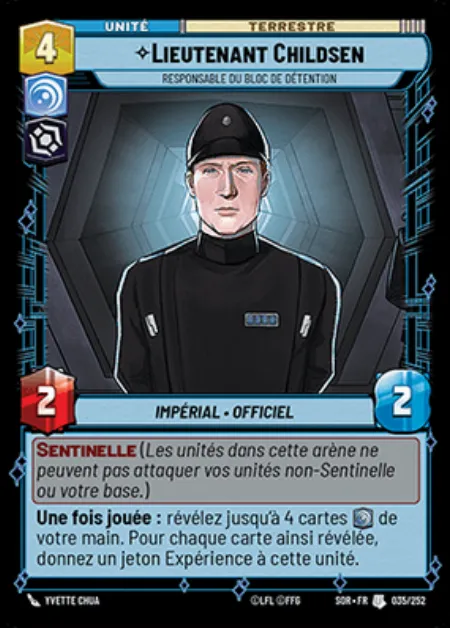 UNITÉ
TERRESTRE
4
LIEUTENANT CHILDSEN
RESPONSABLE DU BLOC DE DÉTENTION
2
IMPÉRIAL • OFFICIEL
2
SENTINELLE (Les unités dans cette arène ne
peuvent pas attaquer vos unités non-Sentinelle
ou votre base.)
Une fois jouée : révélez jusqu'à 4 cartes de
votre main. Pour chaque carte ainsi révélée,
donnez un jeton Expérience à cette unité.
YVETTE CHUA
©LFL ©FFG
SOR • FR
035/252